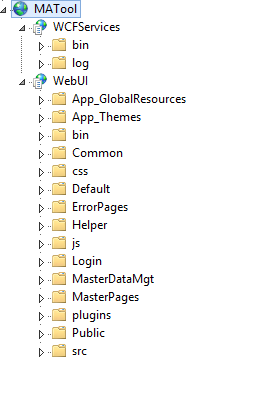 MATool
WCFServices
bin
log
WebUI
App_GlobalResources
App_Themes
bin
Common
css
Default
ErrorPages
Helper
js
Login
MasterDataMgt
MasterPages
plugins
Public
src